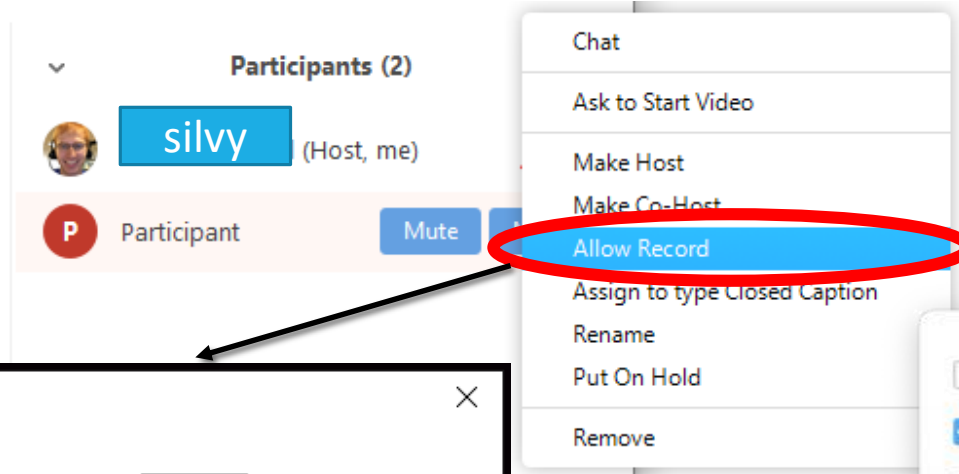 Participants (2)
silvy (Host, me)
P Participant Mute
Chat
Ask to Start Video
Make Host
Make Co-Host
Allow Record
Assign to type Closed Caption
Rename
Put On Hold
Remove